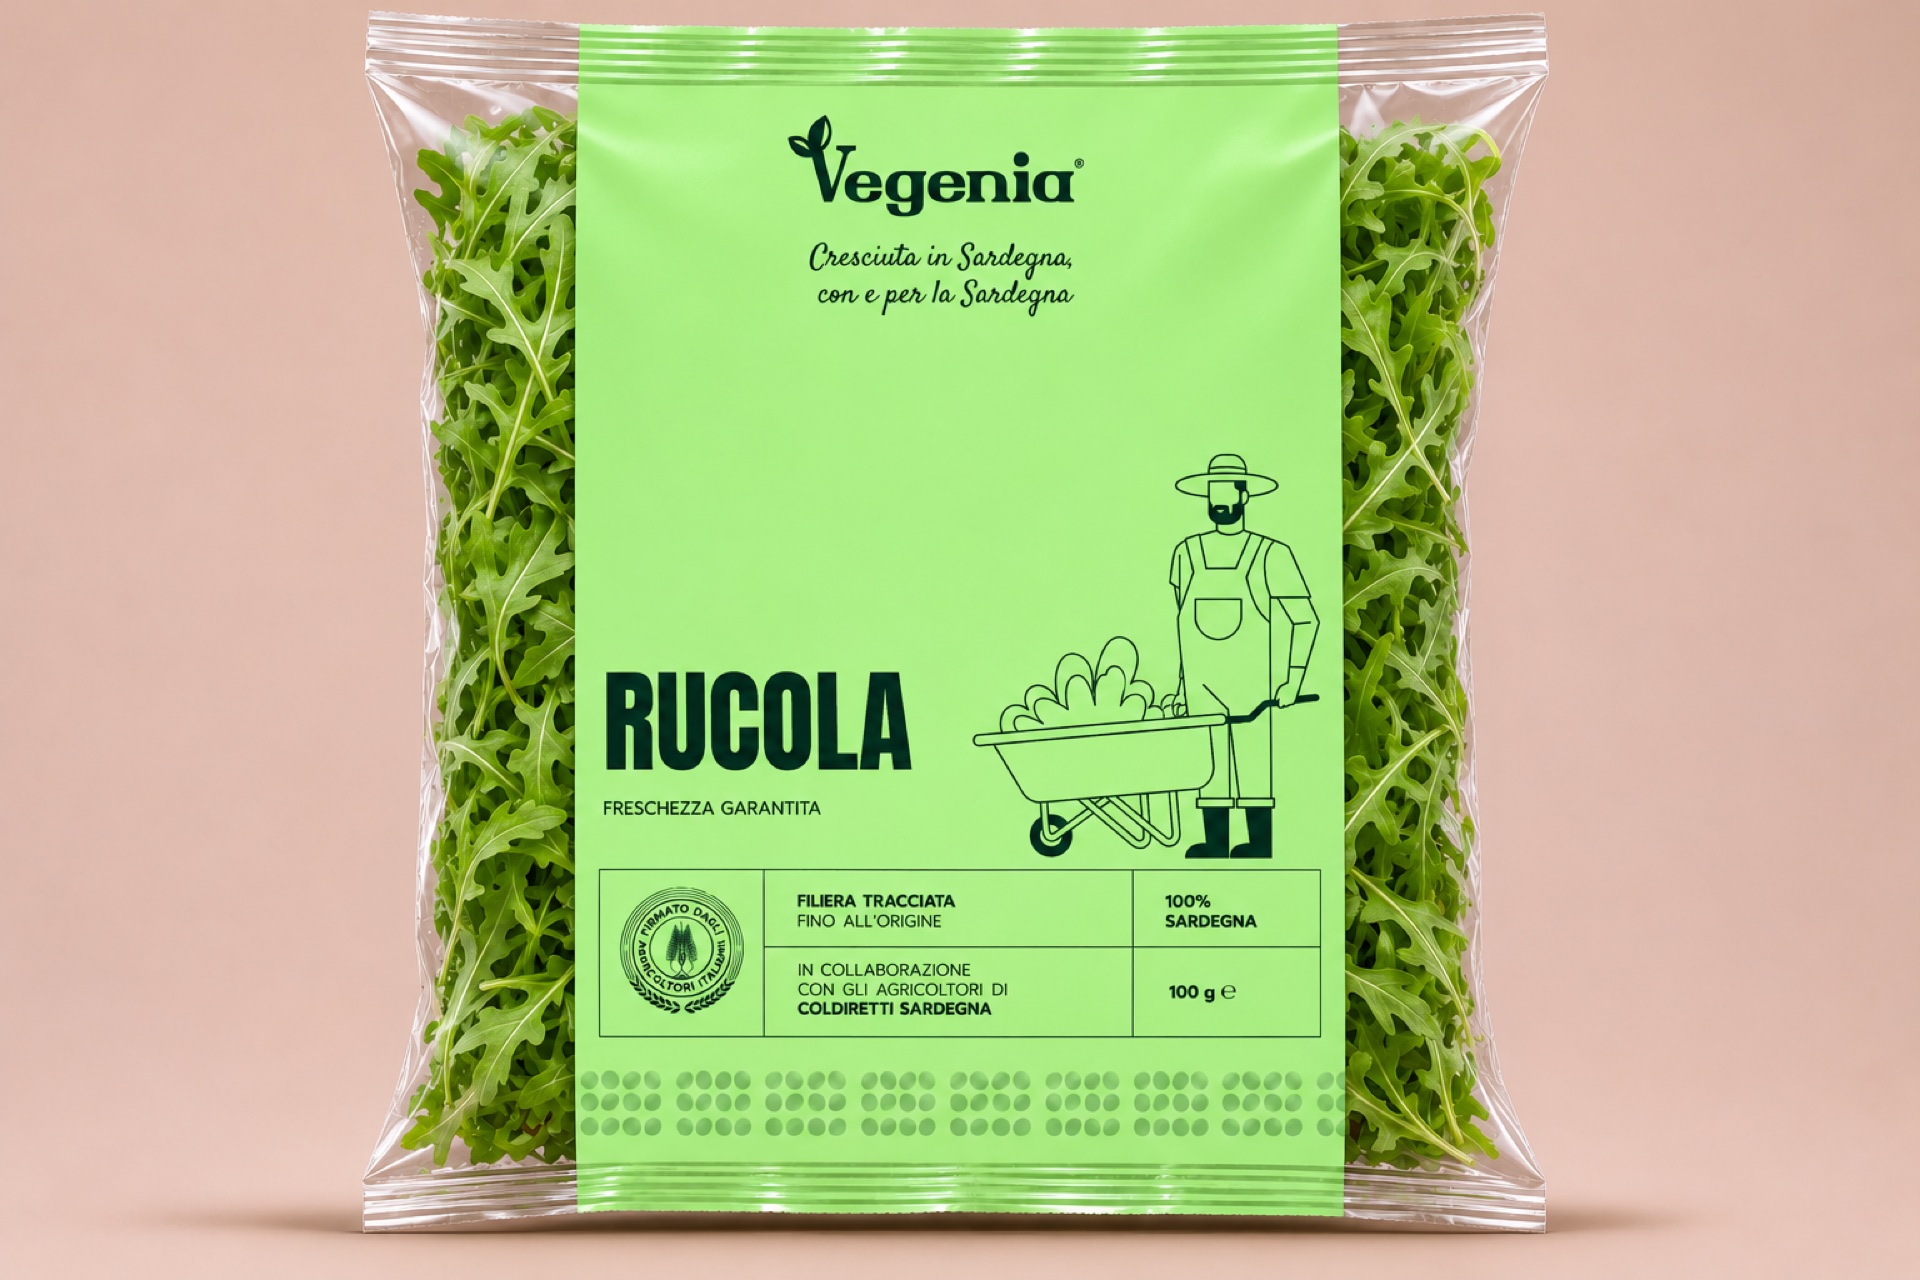 Vegenia®
Cresciuta in Sardegna,
con e per la Sardegna
RUCOLA
FRESCHEZZA GARANTITA
FIRMATO DAGLI
AGRICOLTORI ITALIANI
FILIERA TRACCIATA
FINO ALL'ORIGINE
100%
SARDEGNA
IN COLLABORAZIONE
CON GLI AGRICOLTORI DI
COLDIRETTI SARDEGNA
100 g ℮